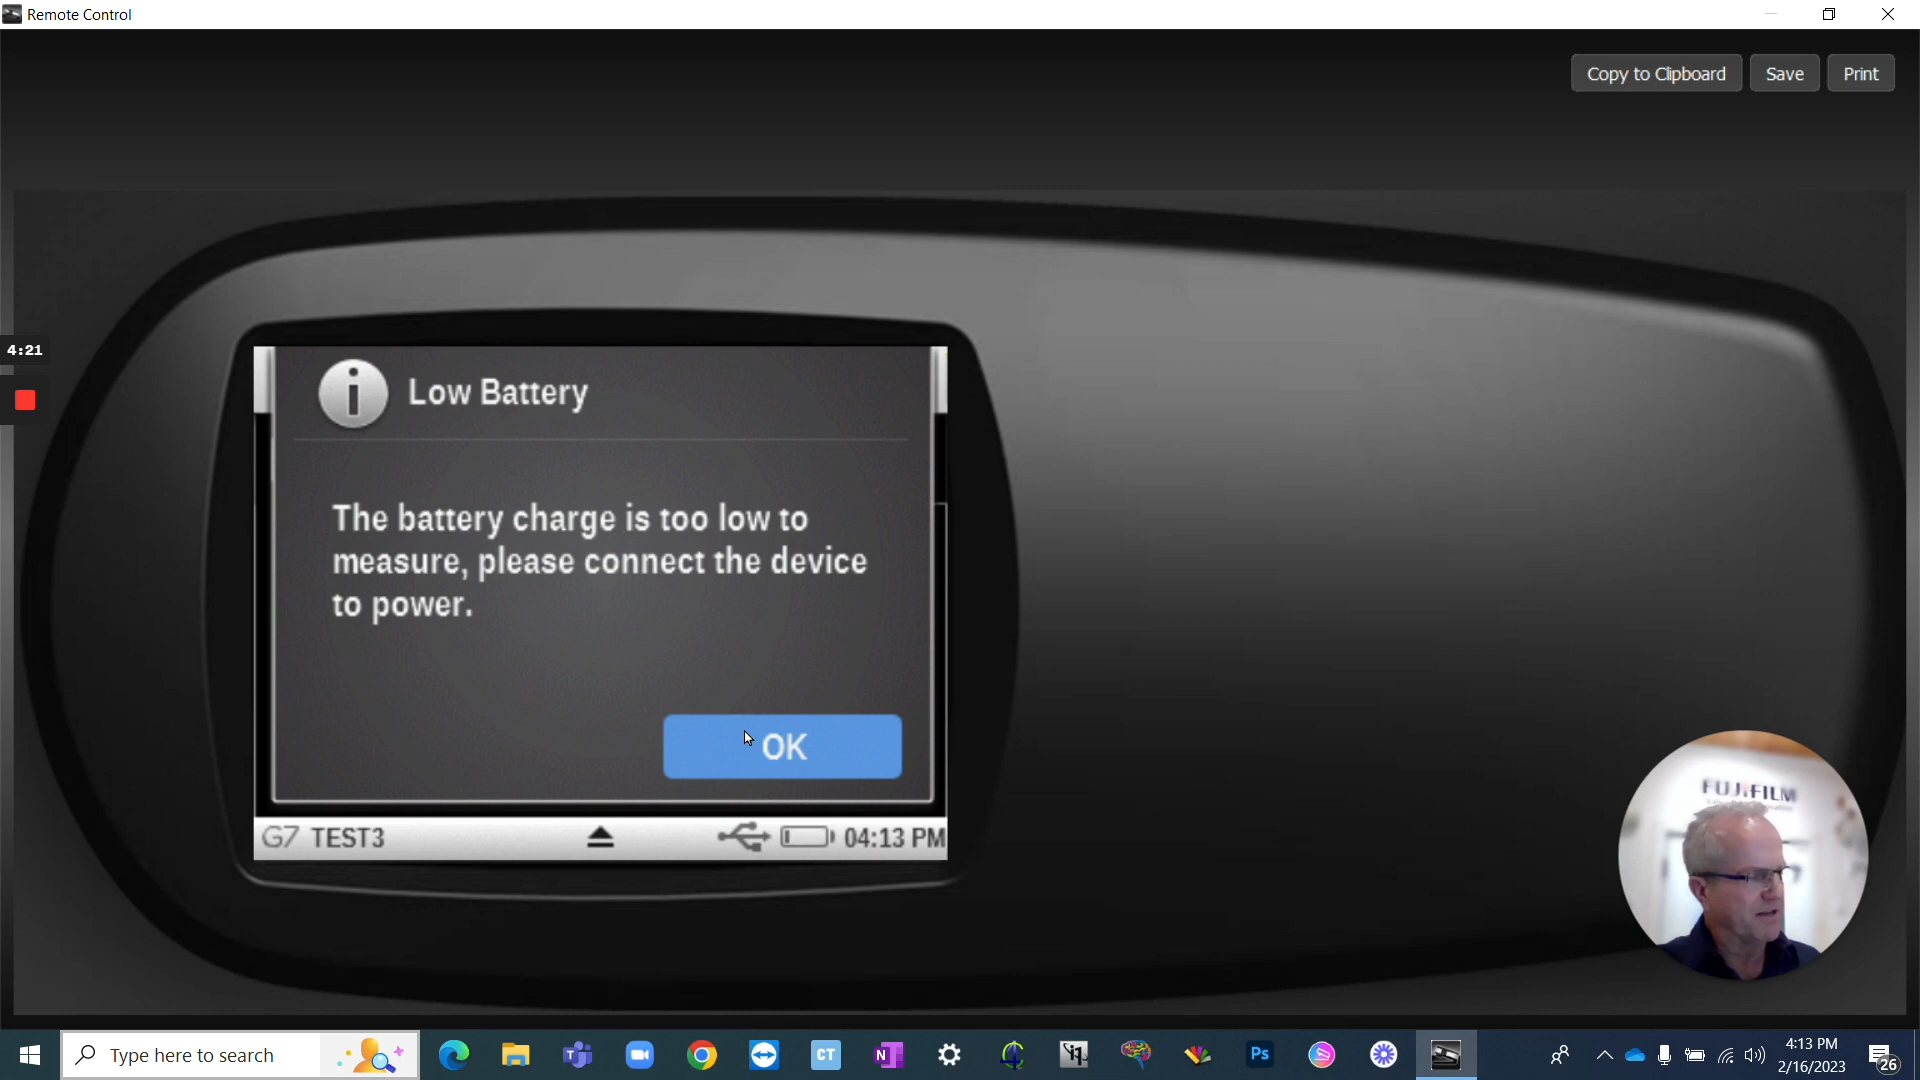 Remote Control
Copy to Clipboard
Save
Print
4:21
Low Battery
The battery charge is too low to
measure, please connect the device
to power.
OK
G7 TEST3
04:13 PM
FUJIFILM
Type here to search
CT
N
Ps
4:13 PM
2/16/2023
26